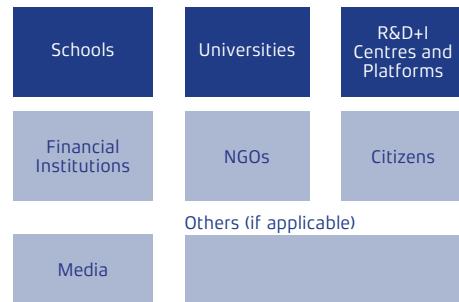 Schools
Universities
R&D+I
Centres and
Platforms
Financial
Institutions
NGOs
Citizens
Others (if applicable)
Media